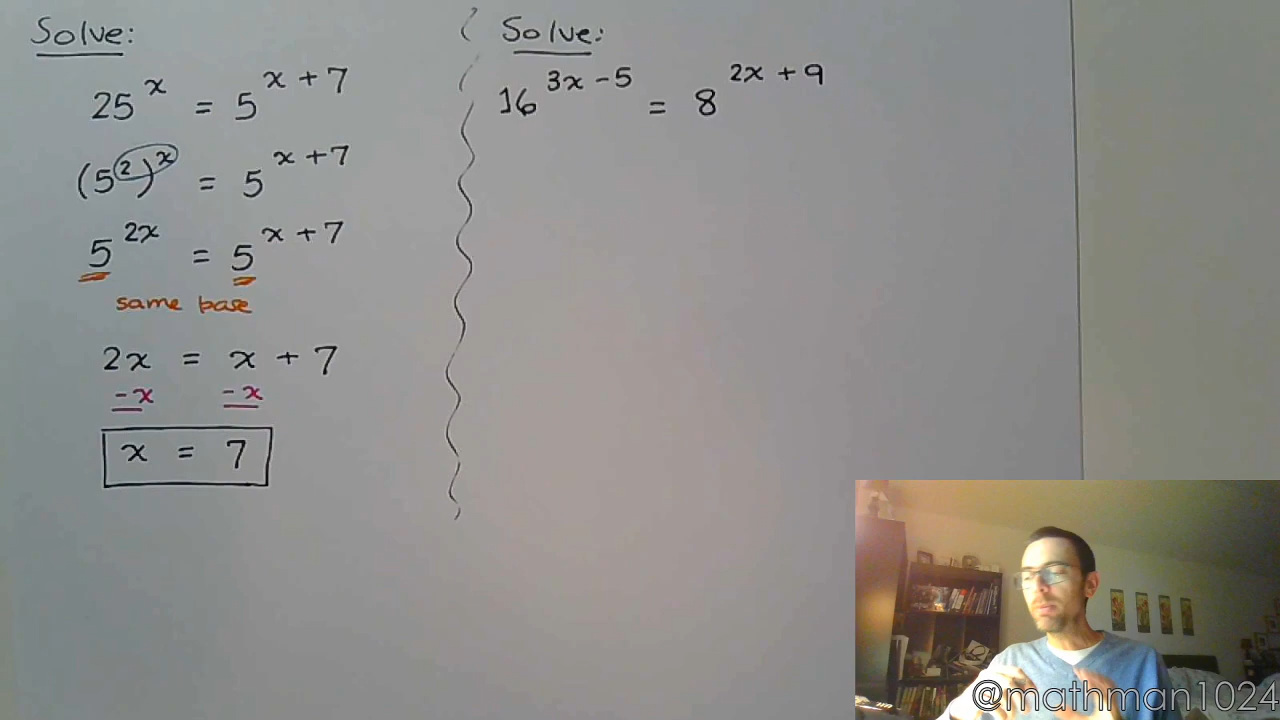 Solve:
25^x = 5^(x + 7)
(5^2)^x = 5^(x + 7)
5^(2x) = 5^(x + 7)
same base
2x = x + 7
-x -x
x = 7
Solve:
16^(3x - 5) = 8^(2x + 9)
@mathman1024